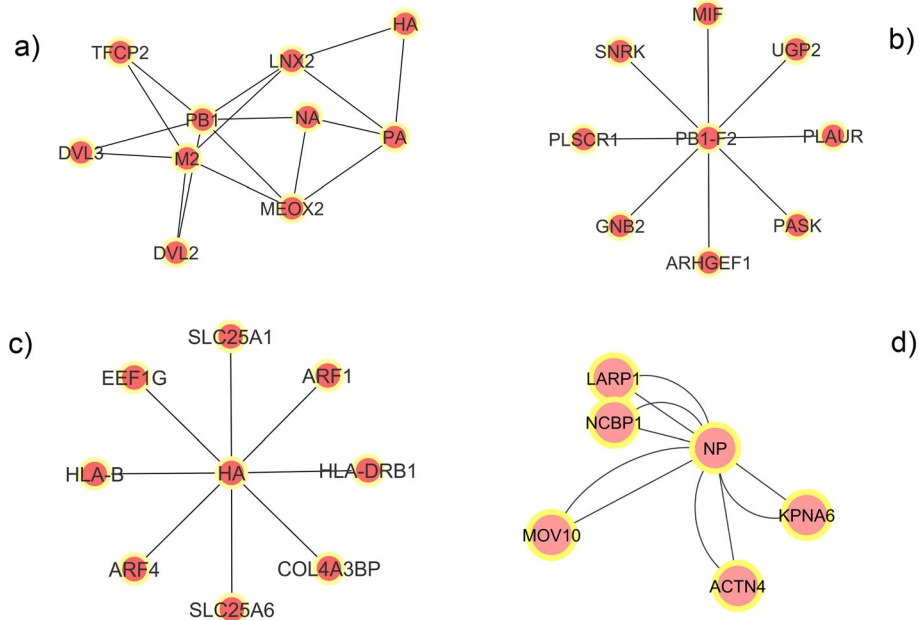 a)
HA
TFCP2
LNX2
PB1
NA
PA
DVL3
M2
MEOX2
DVL2
b)
MIF
SNRK
UGP2
PLSCR1
PB1-F2
PLAUR
GNB2
PASK
ARHGEF1
c)
SLC25A1
EEF1G
ARF1
HLA-B
HA
HLA-DRB1
ARF4
COL4A3BP
SLC25A6
d)
LARP1
NCBP1
NP
KPNA6
MOV10
ACTN4